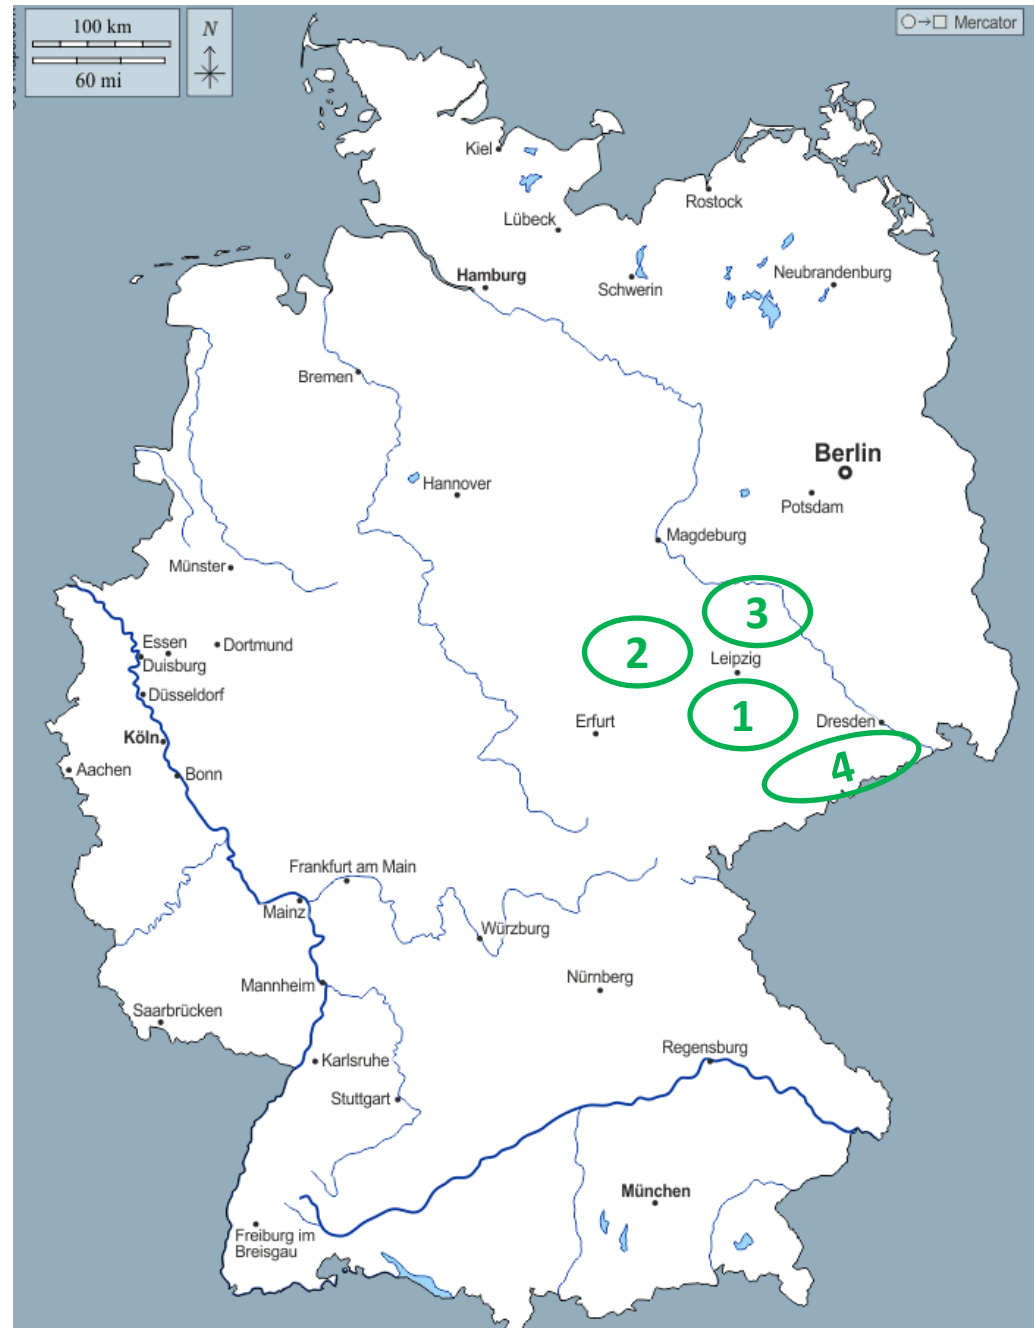 100 km
60 mi
N
Mercator
Kiel
Rostock
Lübeck
Hamburg
Schwerin
Neubrandenburg
Bremen
Berlin
Hannover
Potsdam
Magdeburg
Münster
3
Essen
Dortmund
2
Leipzig
Duisburg
Düsseldorf
1
Erfurt
Dresden
Köln
Aachen
Bonn
4
Frankfurt am Main
Mainz
Würzburg
Nürnberg
Mannheim
Saarbrücken
Karlsruhe
Regensburg
Stuttgart
München
Freiburg im
Breisgau